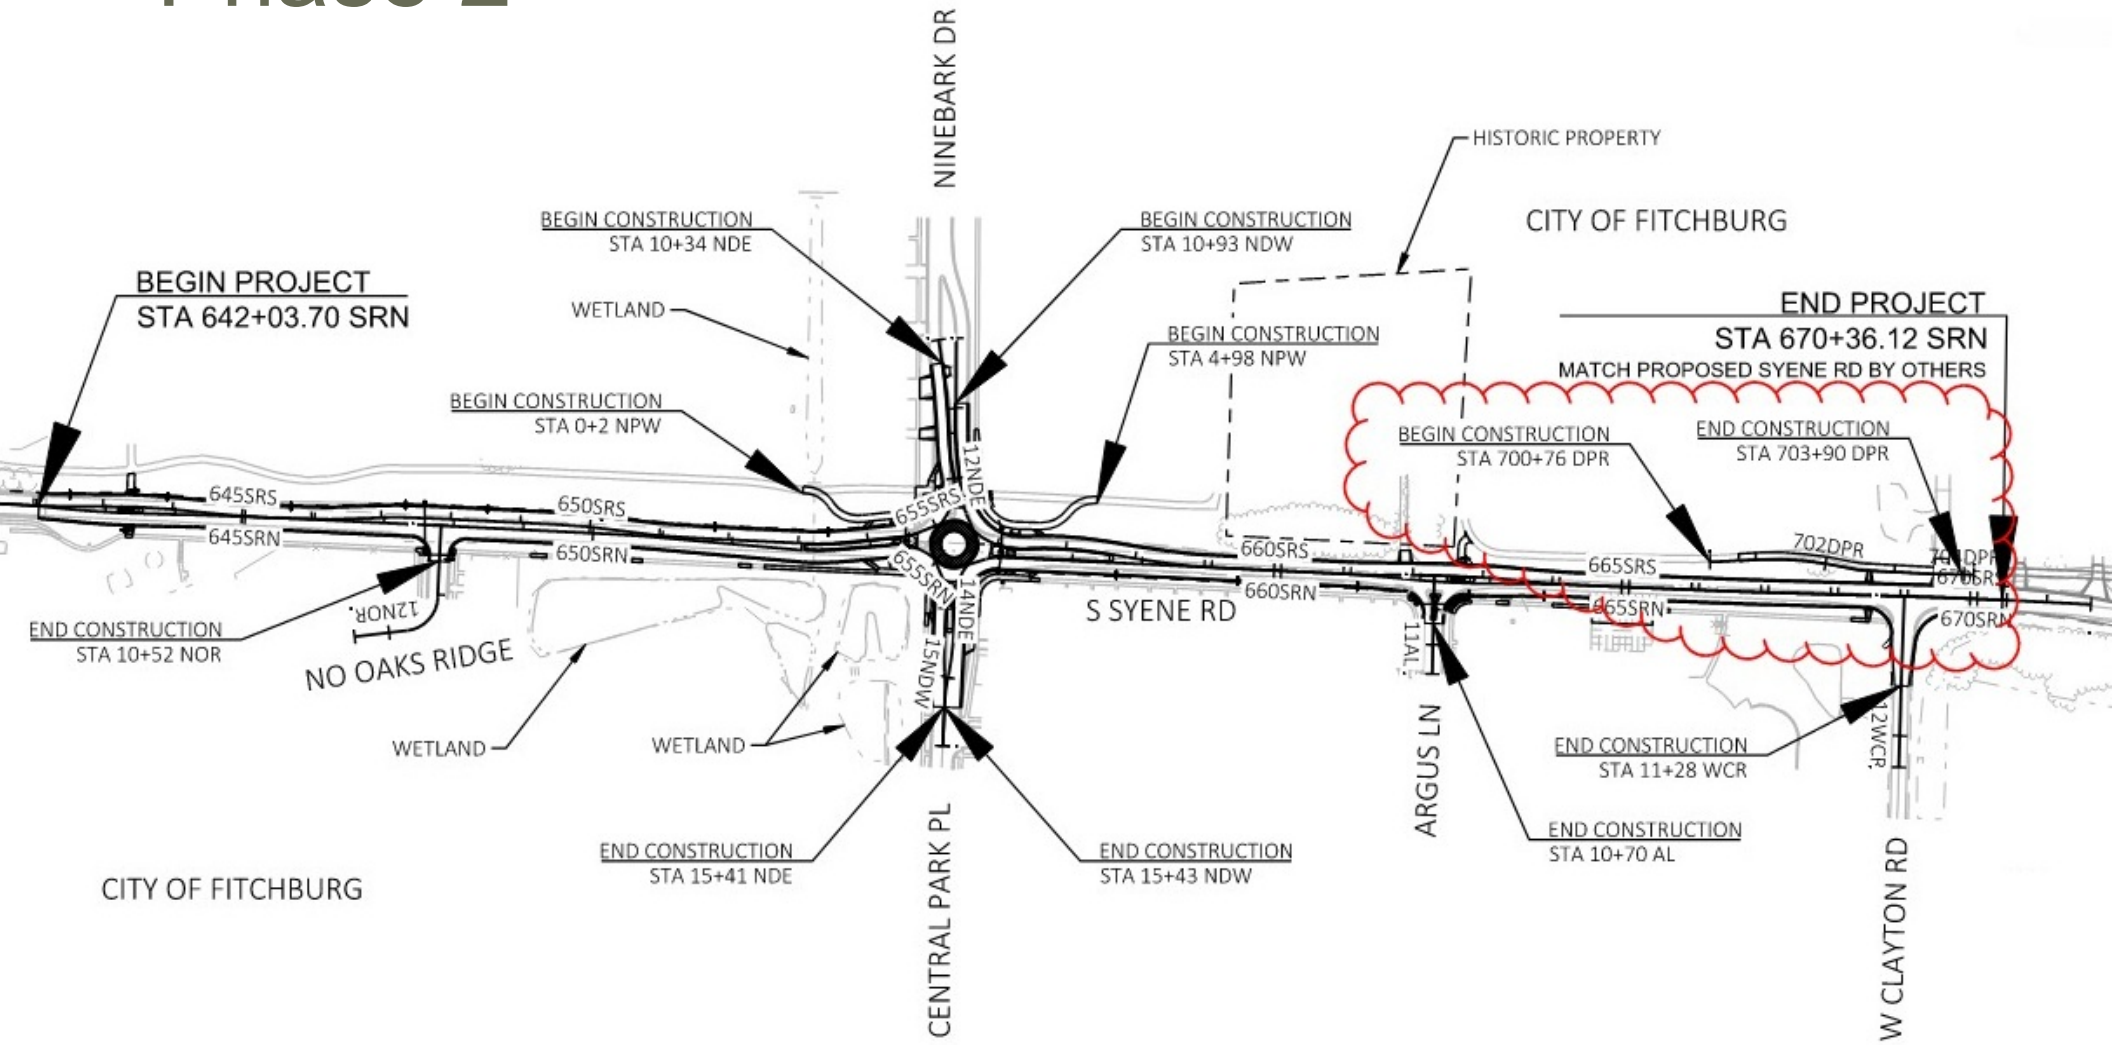 Phase 2
NINEBARK DR
HISTORIC PROPERTY
BEGIN CONSTRUCTION
STA 10+34 NDE
BEGIN CONSTRUCTION
STA 10+93 NDW
CITY OF FITCHBURG
BEGIN PROJECT
STA 642+03.70 SRN
WETLAND
END PROJECT
STA 670+36.12 SRN
MATCH PROPOSED SYENE RD BY OTHERS
BEGIN CONSTRUCTION
STA 4+98 NPW
BEGIN CONSTRUCTION
STA 0+2 NPW
BEGIN CONSTRUCTION
STA 700+76 DPR
END CONSTRUCTION
STA 703+90 DPR
12NDE
645SRS
650SRS
655SRS
660SRS
665SRS
702DPR
645SRN
650SRN
655SRN
660SRN
665SRN
670SRN
14NDE
S SYENE RD
12NOR
END CONSTRUCTION
STA 10+52 NOR
NO OAKS RIDGE
15NDW
11AL
WETLAND
WETLAND
ARGUS LN
END CONSTRUCTION
STA 11+28 WCR
12WCR
END CONSTRUCTION
STA 15+41 NDE
END CONSTRUCTION
STA 15+43 NDW
END CONSTRUCTION
STA 10+70 AL
CITY OF FITCHBURG
CENTRAL PARK PL
W CLAYTON RD